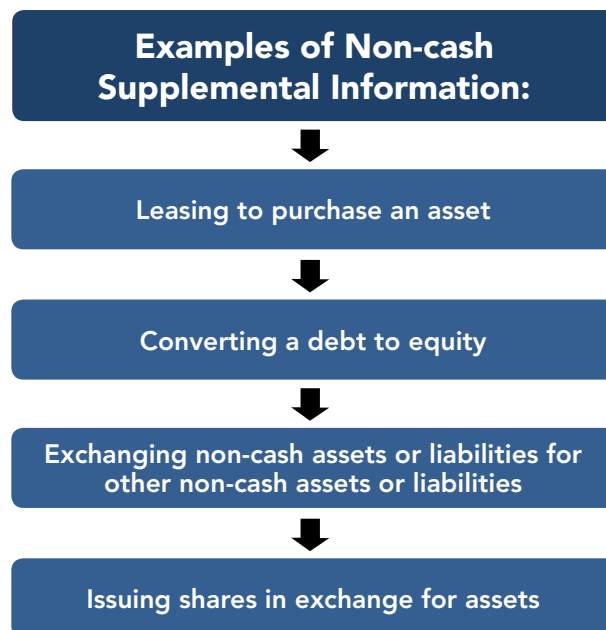 Examples of Non-cash
Supplemental Information:
Leasing to purchase an asset
Converting a debt to equity
Exchanging non-cash assets or liabilities for
other non-cash assets or liabilities
Issuing shares in exchange for assets